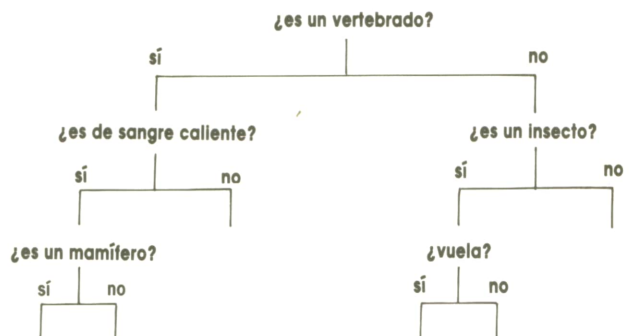 ¿es un vertebrado?
sí no
¿es de sangre caliente? ¿es un insecto?
sí no sí no
¿es un mamífero? ¿vuela?
sí no sí no